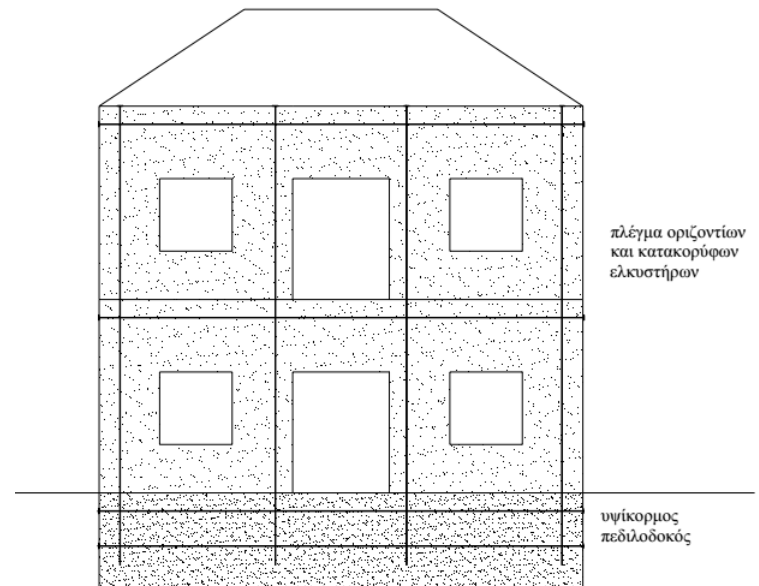 πλέγμα οριζοντίων
και κατακορύφων
ελκυστήρων
υψίκορμος
πεδιλοδοκός